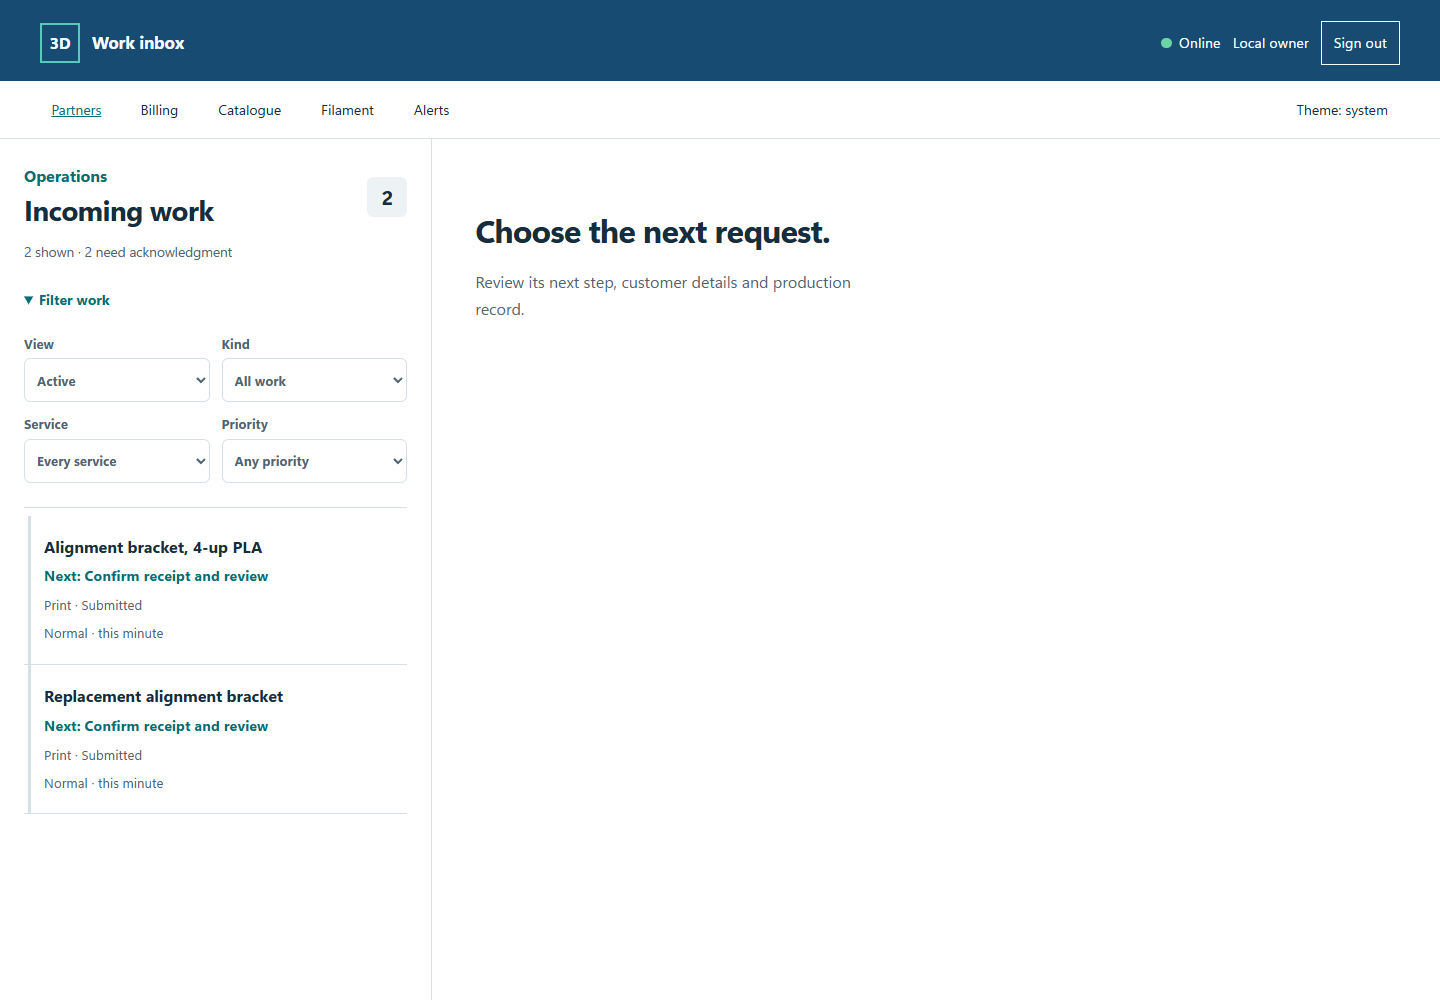 3D Work inbox
Online Local owner Sign out
Partners Billing Catalogue Filament Alerts Theme: system
Operations
Incoming work
2
2 shown · 2 need acknowledgment
▼ Filter work
View Kind
Active All work
Service Priority
Every service Any priority
Alignment bracket, 4-up PLA
Next: Confirm receipt and review
Print · Submitted
Normal · this minute
Replacement alignment bracket
Next: Confirm receipt and review
Print · Submitted
Normal · this minute
Choose the next request.
Review its next step, customer details and production
record.